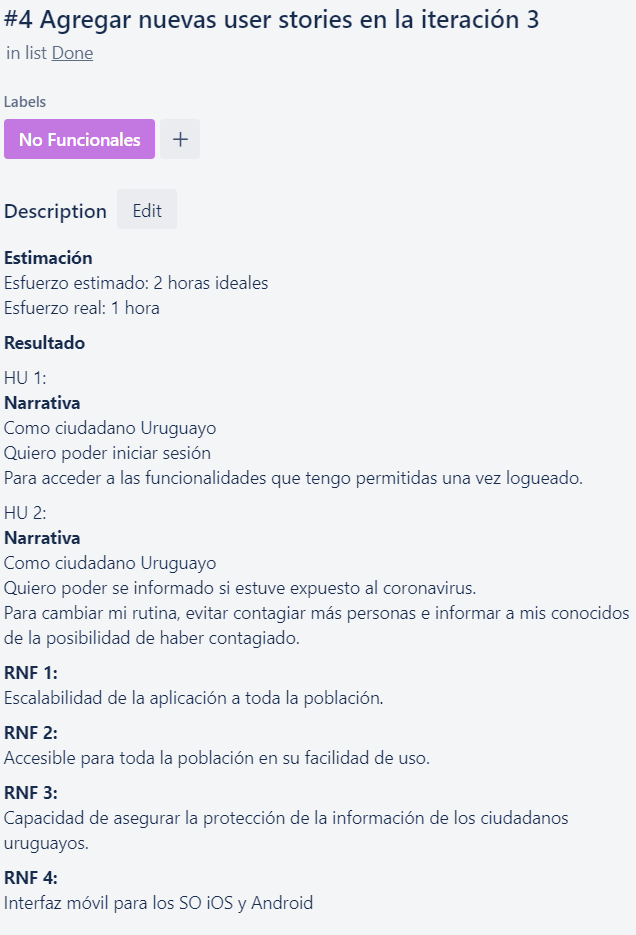 #4 Agregar nuevas user stories en la iteración 3
in list Done
Labels
No Funcionales +
Description Edit
Estimación
Esfuerzo estimado: 2 horas ideales
Esfuerzo real: 1 hora
Resultado
HU 1:
Narrativa
Como ciudadano Uruguayo
Quiero poder iniciar sesión
Para acceder a las funcionalidades que tengo permitidas una vez logueado.
HU 2:
Narrativa
Como ciudadano Uruguayo
Quiero poder se informado si estuve expuesto al coronavirus.
Para cambiar mi rutina, evitar contagiar más personas e informar a mis conocidos
de la posibilidad de haber contagiado.
RNF 1:
Escalabilidad de la aplicación a toda la población.
RNF 2:
Accesible para toda la población en su facilidad de uso.
RNF 3:
Capacidad de asegurar la protección de la información de los ciudadanos
uruguayos.
RNF 4:
Interfaz móvil para los SO iOS y Android